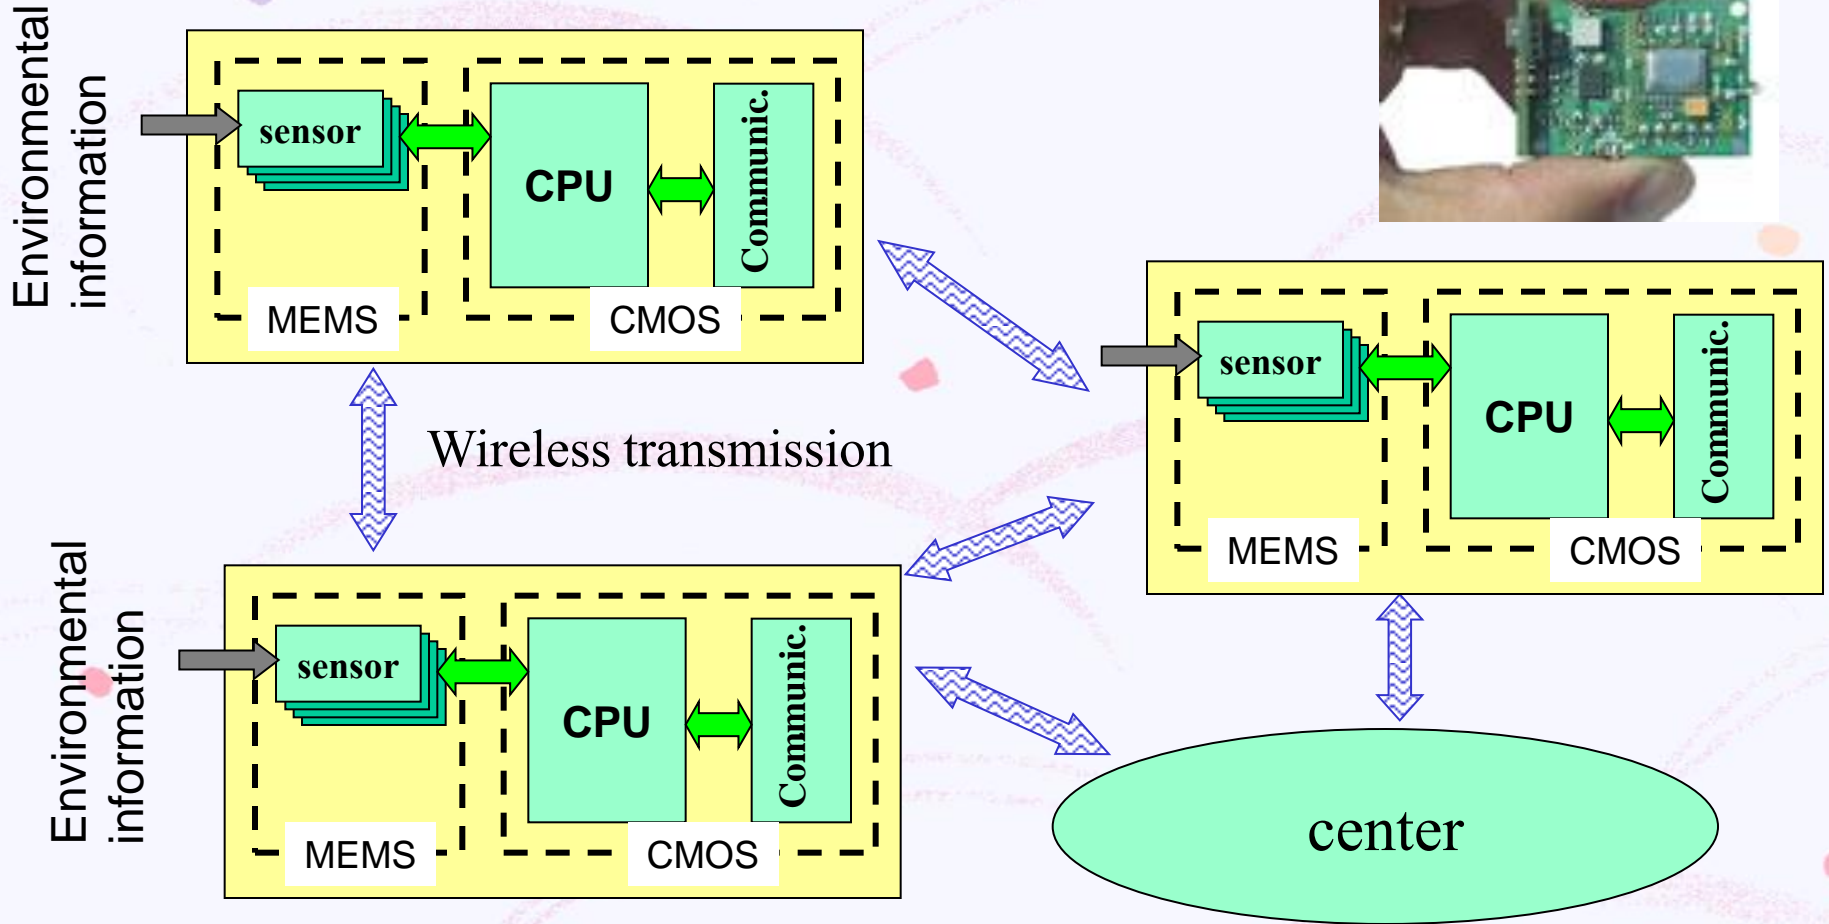 Environmental
information
sensor
CPU
Communic.
MEMS
CMOS
sensor
CPU
Communic.
MEMS
CMOS
Wireless transmission
Environmental
information
sensor
CPU
Communic.
MEMS
CMOS
center